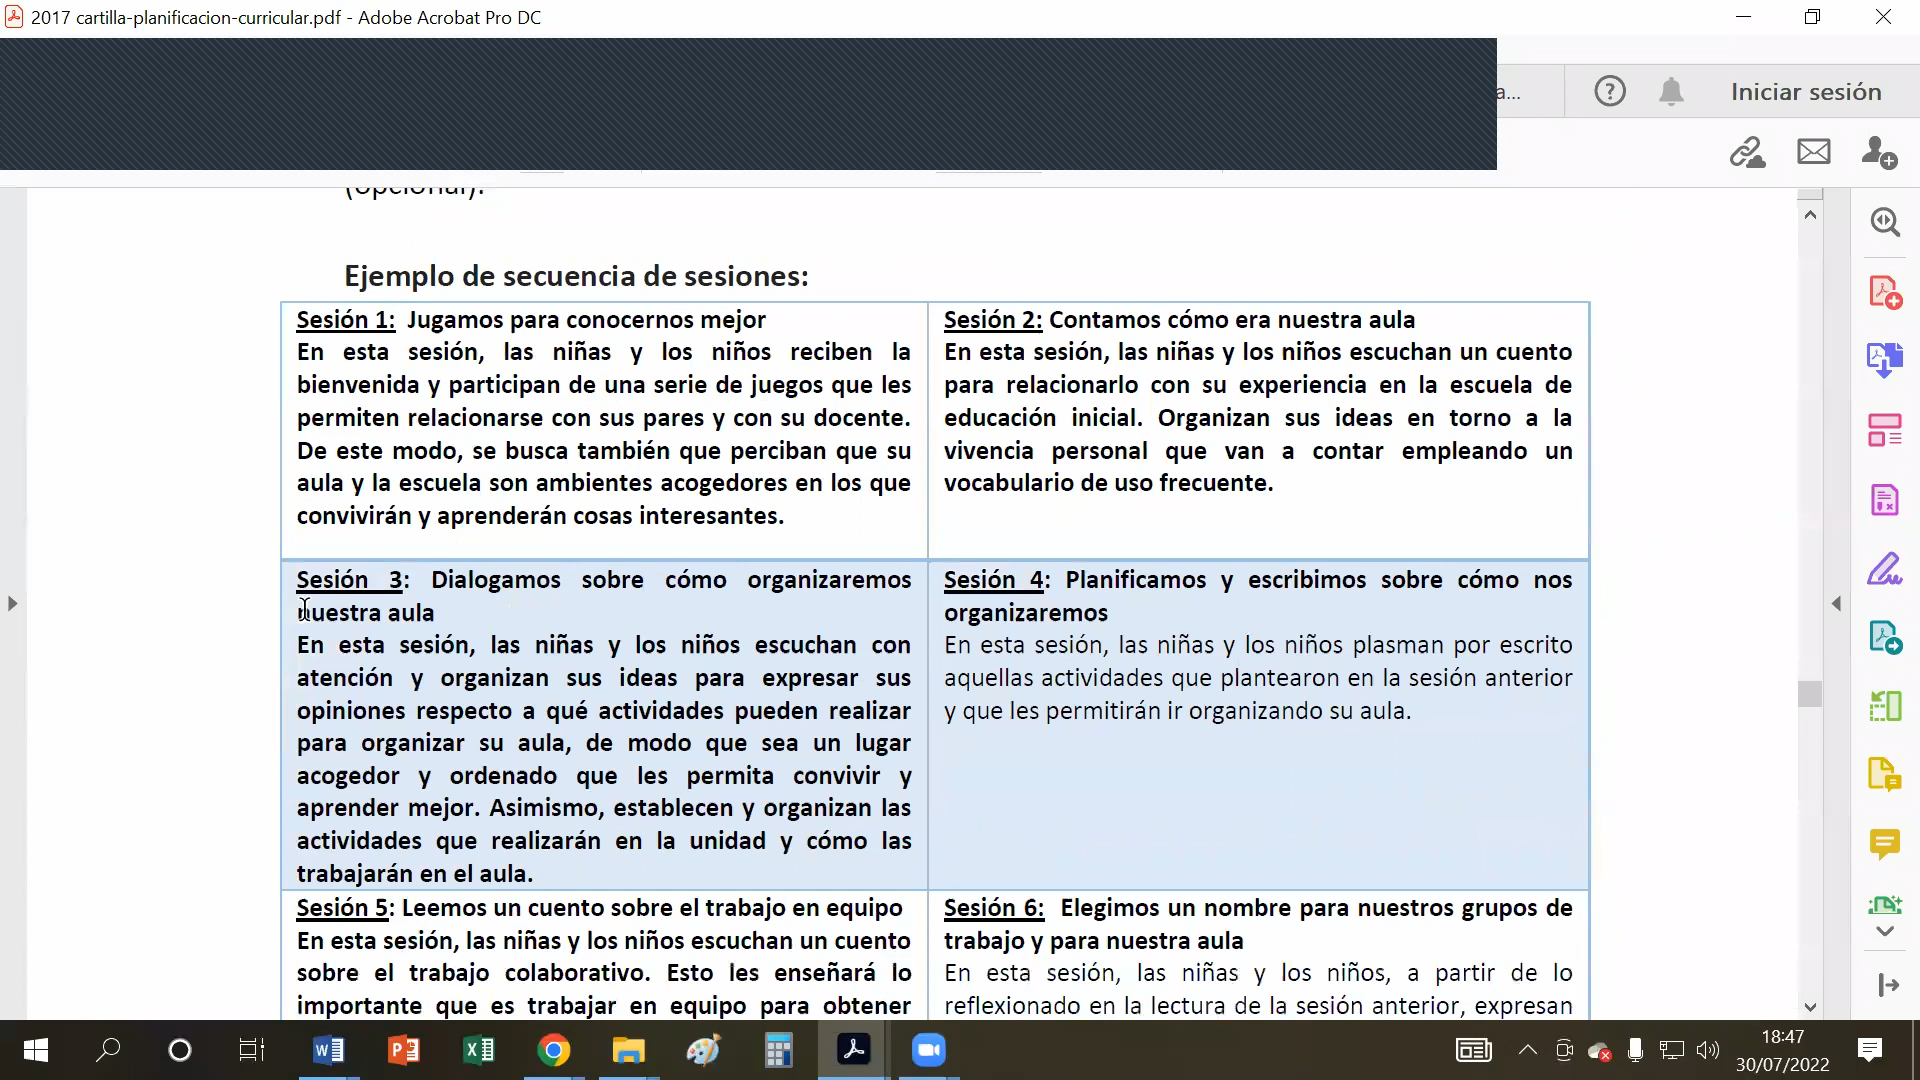 2017 cartilla-planificacion-curricular.pdf - Adobe Acrobat Pro DC
a...
Iniciar sesión
(opcional).
Ejemplo de secuencia de sesiones:
Sesión 1: Jugamos para conocernos mejor
En esta sesión, las niñas y los niños reciben la
bienvenida y participan de una serie de juegos que les
permiten relacionarse con sus pares y con su docente.
De este modo, se busca también que perciban que su
aula y la escuela son ambientes acogedores en los que
convivirán y aprenderán cosas interesantes.
Sesión 2: Contamos cómo era nuestra aula
En esta sesión, las niñas y los niños escuchan un cuento
para relacionarlo con su experiencia en la escuela de
educación inicial. Organizan sus ideas en torno a la
vivencia personal que van a contar empleando un
vocabulario de uso frecuente.
Sesión 3: Dialogamos sobre cómo organizaremos
nuestra aula
En esta sesión, las niñas y los niños escuchan con
atención y organizan sus ideas para expresar sus
opiniones respecto a qué actividades pueden realizar
para organizar su aula, de modo que sea un lugar
acogedor y ordenado que les permita convivir y
aprender mejor. Asimismo, establecen y organizan las
actividades que realizarán en la unidad y cómo las
trabajarán en el aula.
Sesión 4: Planificamos y escribimos sobre cómo nos
organizaremos
En esta sesión, las niñas y los niños plasman por escrito
aquellas actividades que plantearon en la sesión anterior
y que les permitirán ir organizando su aula.
Sesión 5: Leemos un cuento sobre el trabajo en equipo
En esta sesión, las niñas y los niños escuchan un cuento
sobre el trabajo colaborativo. Esto les enseñará lo
importante que es trabajar en equipo para obtener
Sesión 6: Elegimos un nombre para nuestros grupos de
trabajo y para nuestra aula
En esta sesión, las niñas y los niños, a partir de lo
reflexionado en la lectura de la sesión anterior, expresan
18:47
30/07/2022